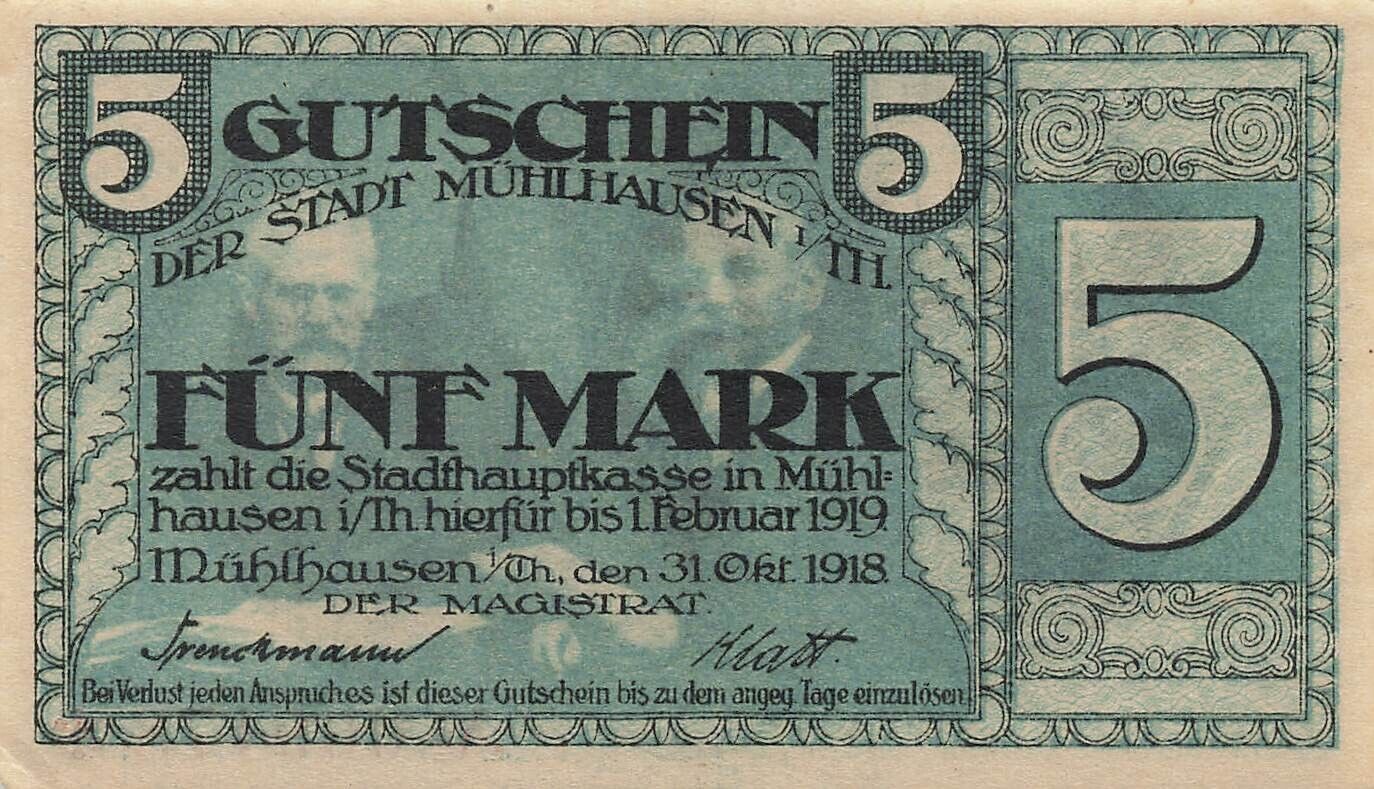 5 GUTSCHEIN 5
DER STADT MÜHLHAUSEN i/TH.
5
FÜNF MARK
zahlt die Stadthauptkasse in Mühl=
hausen i/Th. hierfür bis 1. Februar 1919.
Mühlhausen i/Th., den 31. Okt. 1918.
DER MAGISTRAT.
Trenckmann Klatt.
Bei Verlust jeden Anspruches ist dieser Gutschein bis zu dem angeg. Tage einzulösen.